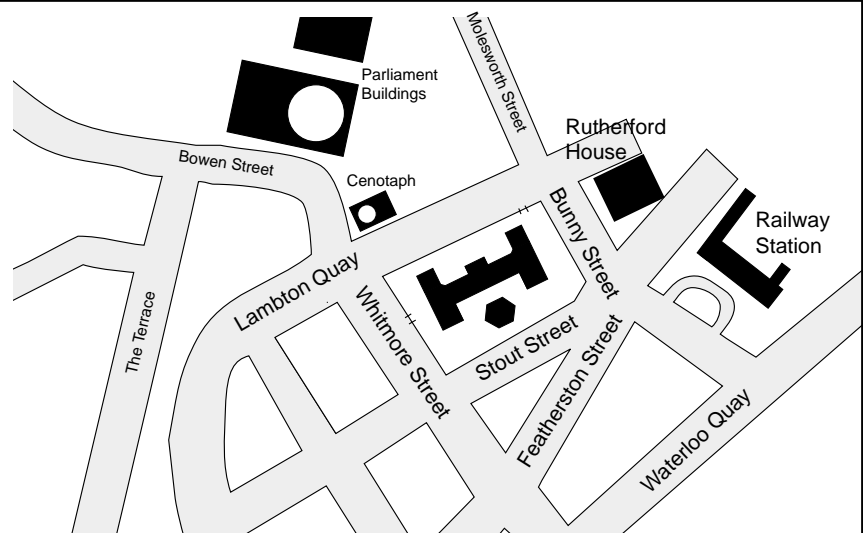 Molesworth Street
Parliament
Buildings
Rutherford
House
Bowen Street
Cenotaph
Bunny Street
Railway
Station
Lambton Quay
The Terrace
Whitmore Street
Stout Street
Featherston Street
Waterloo Quay